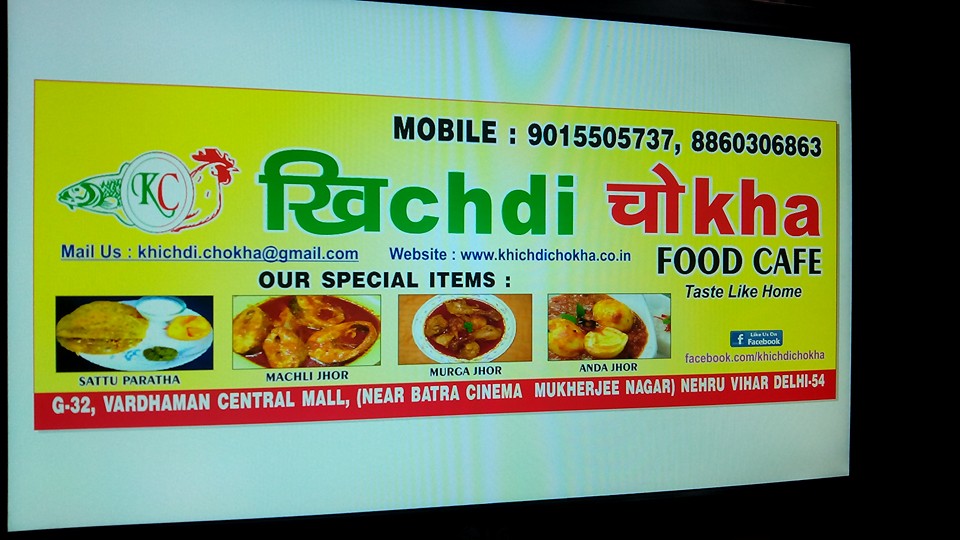 MOBILE : 9015505737, 8860306863
KC
खिchdi चोkha
Mail Us : khichdi.chokha@gmail.com Website : www.khichdichokha.co.in
FOOD CAFE
OUR SPECIAL ITEMS :
Taste Like Home
f Like Us On Facebook
facebook.com/khichdichokha
SATTU PARATHA MACHLI JHOR MURGA JHOR ANDA JHOR
G-32, VARDHAMAN CENTRAL MALL, (NEAR BATRA CINEMA MUKHERJEE NAGAR) NEHRU VIHAR DELHI-54